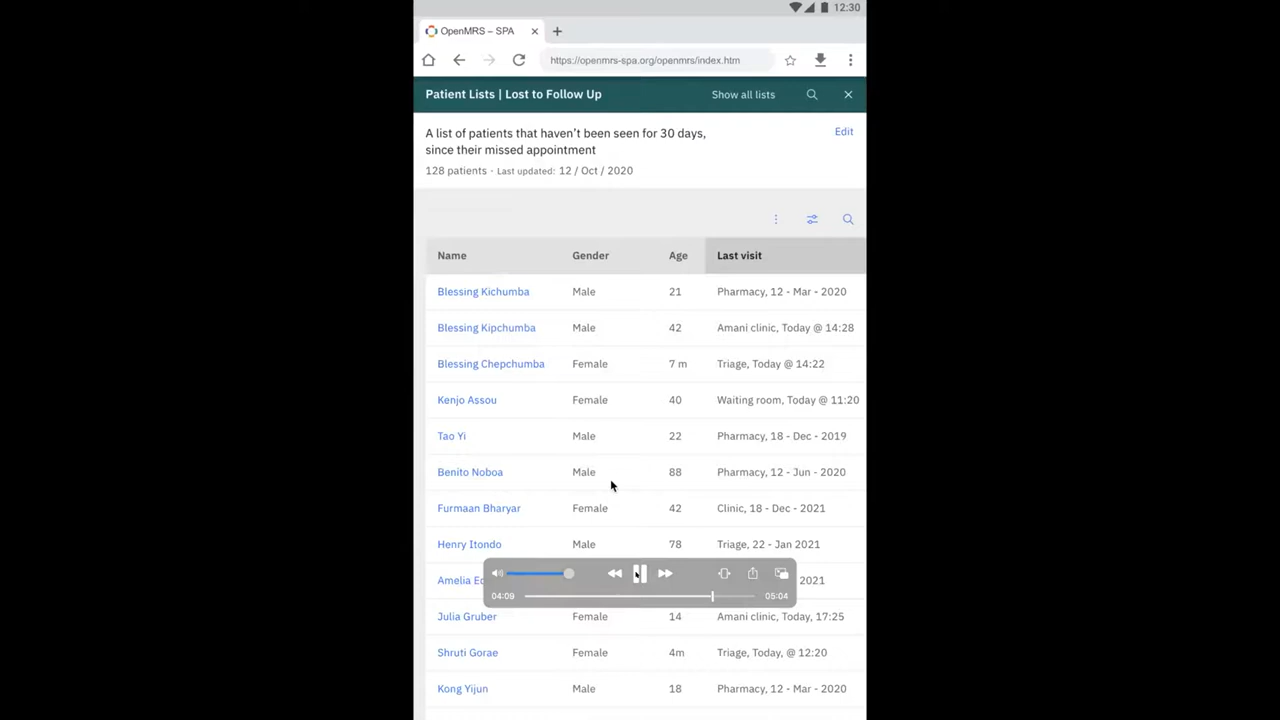 12:30
OpenMRS – SPA
https://openmrs-spa.org/openmrs/index.htm
Patient Lists | Lost to Follow Up Show all lists
A list of patients that haven't been seen for 30 days, Edit
since their missed appointment
128 patients · Last updated: 12 / Oct / 2020
Name Gender Age Last visit
Blessing Kichumba Male 21 Pharmacy, 12 - Mar - 2020
Blessing Kipchumba Male 42 Amani clinic, Today @ 14:28
Blessing Chepchumba Female 7 m Triage, Today @ 14:22
Kenjo Assou Female 40 Waiting room, Today @ 11:20
Tao Yi Male 22 Pharmacy, 18 - Dec - 2019
Benito Noboa Male 88 Pharmacy, 12 - Jun - 2020
Furmaan Bharyar Female 42 Clinic, 18 - Dec - 2021
Henry Itondo Male 78 Triage, 22 - Jan 2021
Amelia 2021
04:09 05:04
Julia Gruber Female 14 Amani clinic, Today, 17:25
Shruti Gorae Female 4m Triage, Today, @ 12:20
Kong Yijun Male 18 Pharmacy, 12 - Mar - 2020